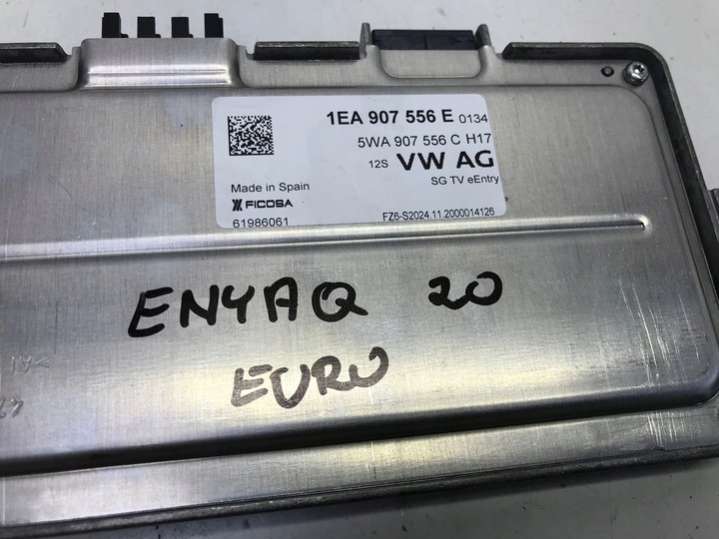 1EA 907 556 E 0134
5WA 907 556 C H17
12S VW AG
SG TV eEntry
Made in Spain
FICOSA
61986061
FZ6-S2024.11.2000014126
ENYAQ 20
EURO